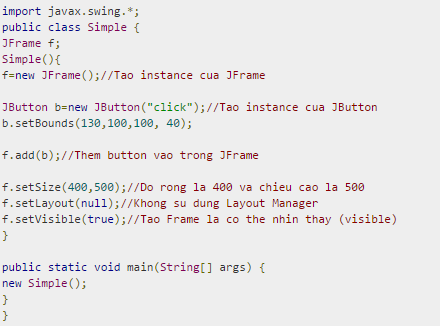 import javax.swing.*;
public class Simple {
JFrame f;
Simple(){
f=new JFrame();//Tao instance cua JFrame
JButton b=new JButton("click");//Tao instance cua JButton
b.setBounds(130,100,100, 40);
f.add(b);//Them button vao trong JFrame
f.setSize(400,500);//Do rong la 400 va chieu cao la 500
f.setLayout(null);//Khong su dung Layout Manager
f.setVisible(true);//Tao Frame la co the nhin thay (visible)
}
public static void main(String[] args) {
new Simple();
}
}